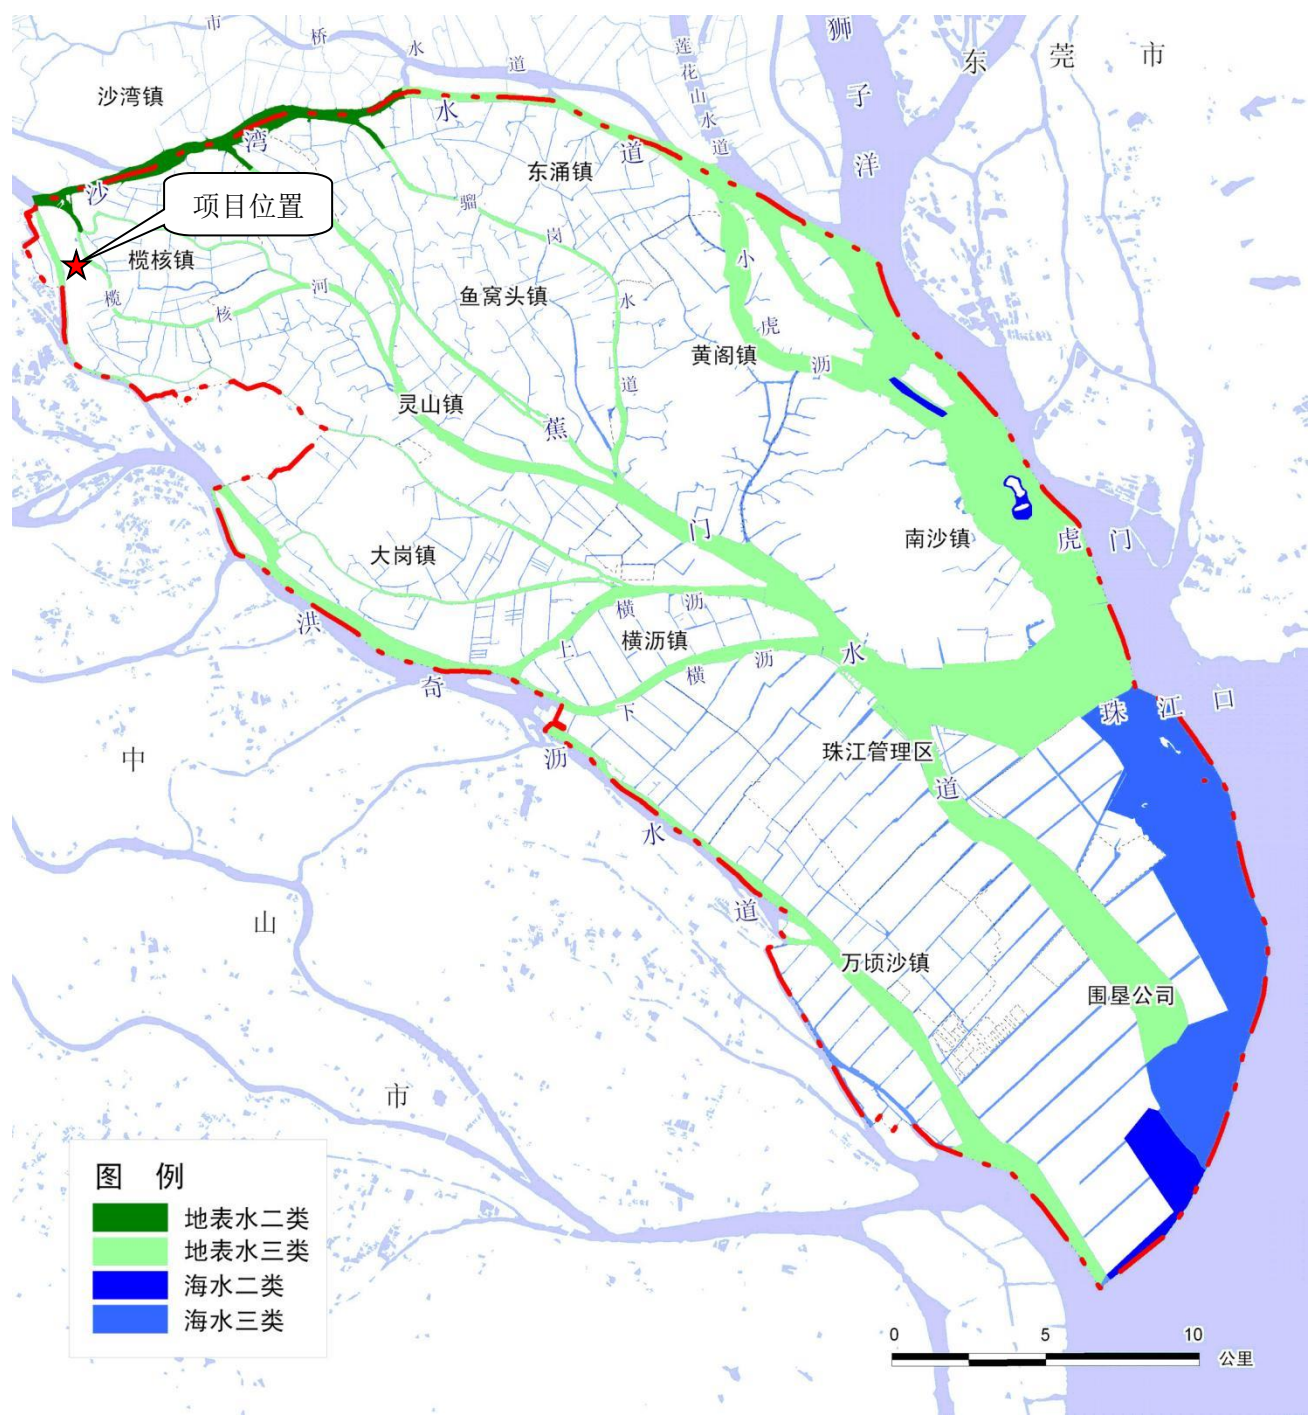 市桥水道
莲花山水道
狮子洋
东莞市
沙湾镇
沙湾水道
项目位置
东涌镇
榄核镇
榄核河
骝岗水道
鱼窝头镇
小虎沥
黄阁镇
灵山镇
蕉门水道
南沙镇
虎门
大岗镇
上横沥
横沥镇
下横沥
洪奇沥水道
珠江口
珠江管理区
中山市
万顷沙镇
围垦公司
图 例
地表水二类
地表水三类
海水二类
海水三类
0 5 10
公里